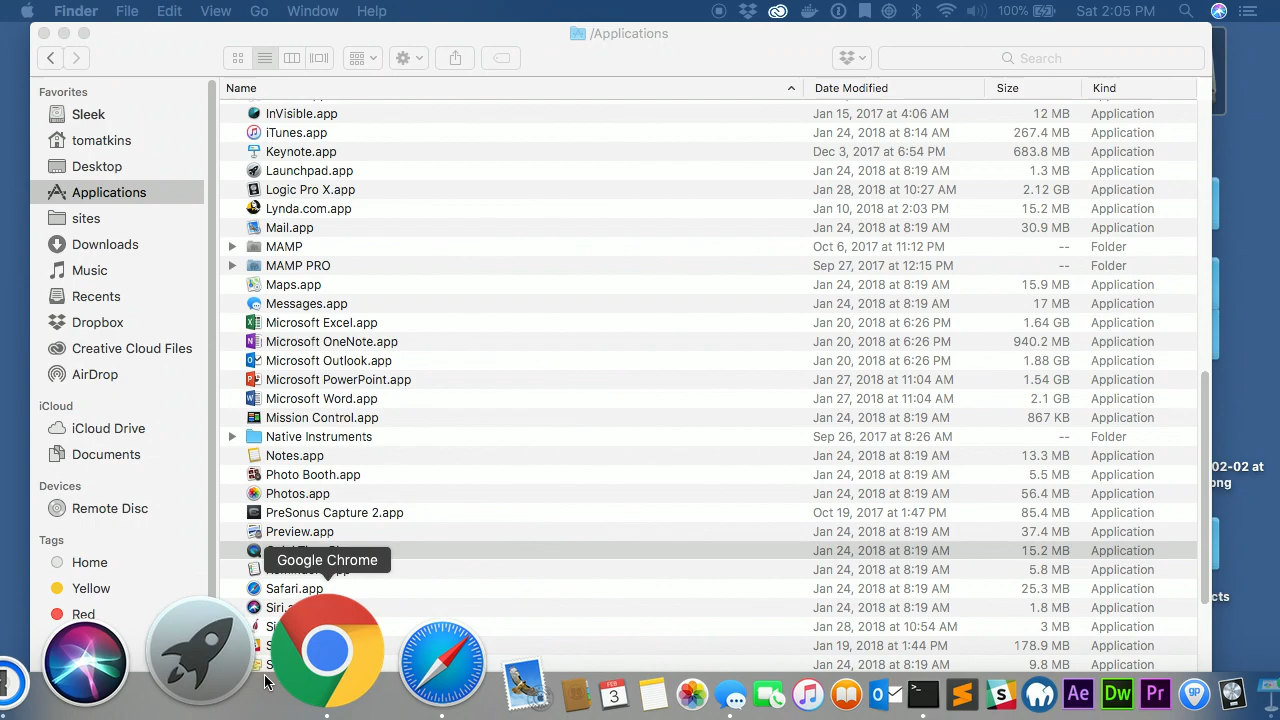 Finder File Edit View Go Window Help 100% Sat 2:05 PM
/Applications
Search
Name Date Modified Size Kind
Favorites
Sleek
tomatkins
Desktop
Applications
sites
Downloads
Music
Recents
Dropbox
Creative Cloud Files
AirDrop
iCloud
iCloud Drive
Documents
Devices
Remote Disc
Tags
Home
Yellow
Red
InVisible.app Jan 15, 2017 at 4:06 AM 12 MB Application
iTunes.app Jan 24, 2018 at 8:14 AM 267.4 MB Application
Keynote.app Dec 3, 2017 at 6:54 PM 683.8 MB Application
Launchpad.app Jan 24, 2018 at 8:19 AM 1.3 MB Application
Logic Pro X.app Jan 28, 2018 at 10:27 AM 2.12 GB Application
Lynda.com.app Jan 10, 2018 at 2:03 PM 15.2 MB Application
Mail.app Jan 24, 2018 at 8:19 AM 30.9 MB Application
MAMP Oct 6, 2017 at 11:12 PM -- Folder
MAMP PRO Sep 27, 2017 at 12:15 PM -- Folder
Maps.app Jan 24, 2018 at 8:19 AM 15.9 MB Application
Messages.app Jan 24, 2018 at 8:19 AM 17 MB Application
Microsoft Excel.app Jan 20, 2018 at 6:26 PM 1.64 GB Application
Microsoft OneNote.app Jan 20, 2018 at 6:26 PM 940.2 MB Application
Microsoft Outlook.app Jan 20, 2018 at 6:26 PM 1.88 GB Application
Microsoft PowerPoint.app Jan 27, 2018 at 11:04 AM 1.54 GB Application
Microsoft Word.app Jan 27, 2018 at 11:04 AM 2.1 GB Application
Mission Control.app Jan 24, 2018 at 8:19 AM 867 KB Application
Native Instruments Sep 26, 2017 at 8:26 AM -- Folder
Notes.app Jan 24, 2018 at 8:19 AM 13.3 MB Application
Photo Booth.app Jan 24, 2018 at 8:19 AM 5.5 MB Application
Photos.app Jan 24, 2018 at 8:19 AM 56.4 MB Application
PreSonus Capture 2.app Oct 19, 2017 at 1:47 PM 85.4 MB Application
Preview.app Jan 24, 2018 at 8:19 AM 37.4 MB Application
Jan 24, 2018 at 8:19 AM 15.2 MB Application
Google Chrome
Jan 24, 2018 at 8:19 AM 5.8 MB Application
Safari.app Jan 24, 2018 at 8:19 AM 25.3 MB Application
Siri.a Jan 24, 2018 at 8:19 AM 1.8 MB Application
Si Jan 28, 2018 at 10:54 AM 3 MB Application
S Jan 19, 2018 at 1:44 PM 178.9 MB Application
S Jan 24, 2018 at 8:19 AM 9.8 MB Application
02-02 at
png
cts
FEB
3
Ae Dw Pr gp